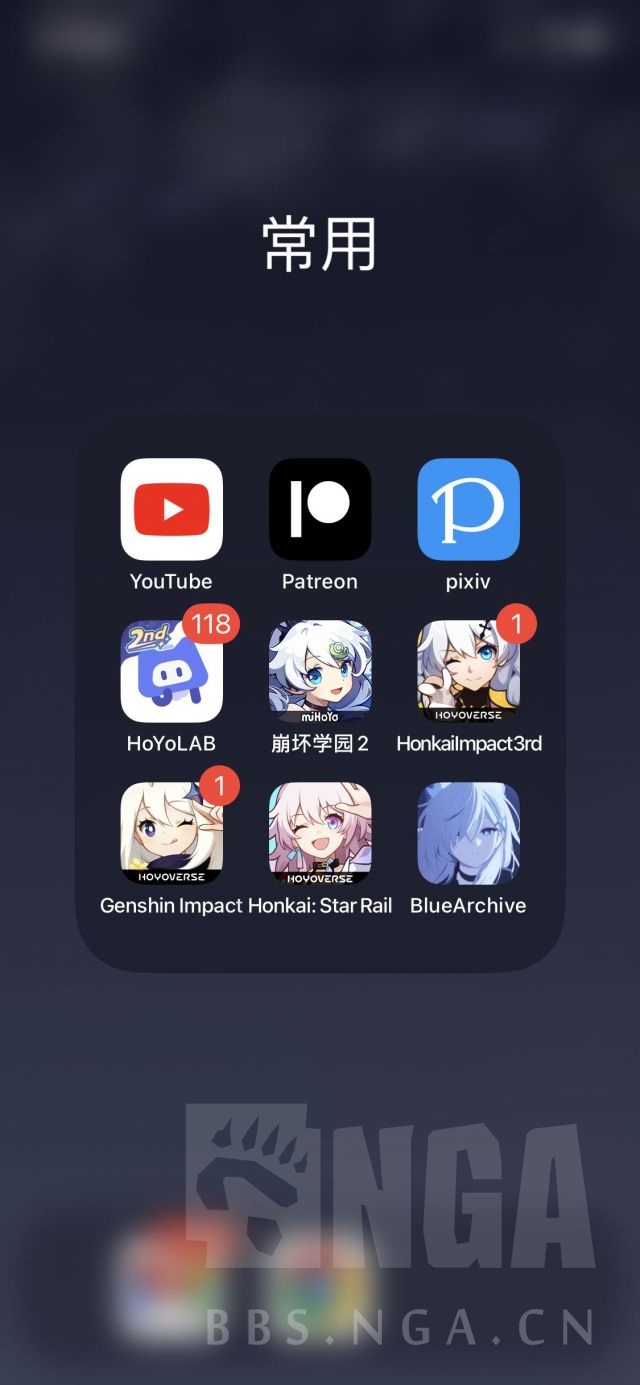 常用
YouTube
Patreon
pixiv
2nd
118
1
miHoYo
HOYOVERSE
HoYoLAB
崩坏学园2
HonkaiImpact3rd
1
HOYOVERSE
HOYOVERSE
Genshin Impact
Honkai: Star Rail
BlueArchive
NGA
BBS.NGA.CN